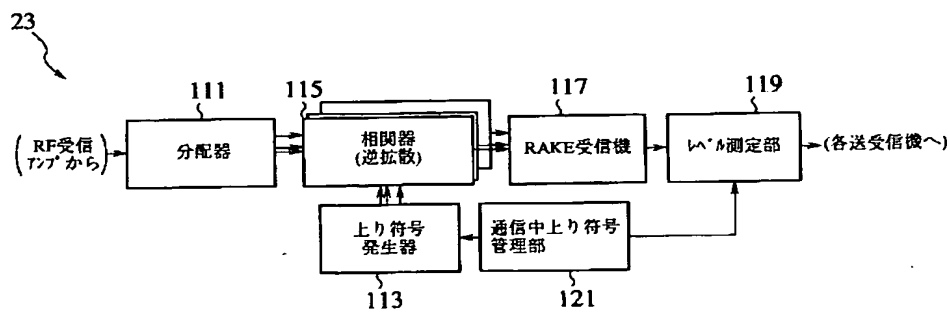 23
111
115
117
119
(RF受信
ｱﾝﾌﾟから)
分配器
相関器
(逆拡散)
RAKE受信機
ﾚﾍﾞﾙ測定部
(各送受信機へ)
上り符号
発生器
通信中上り符号
管理部
113
121